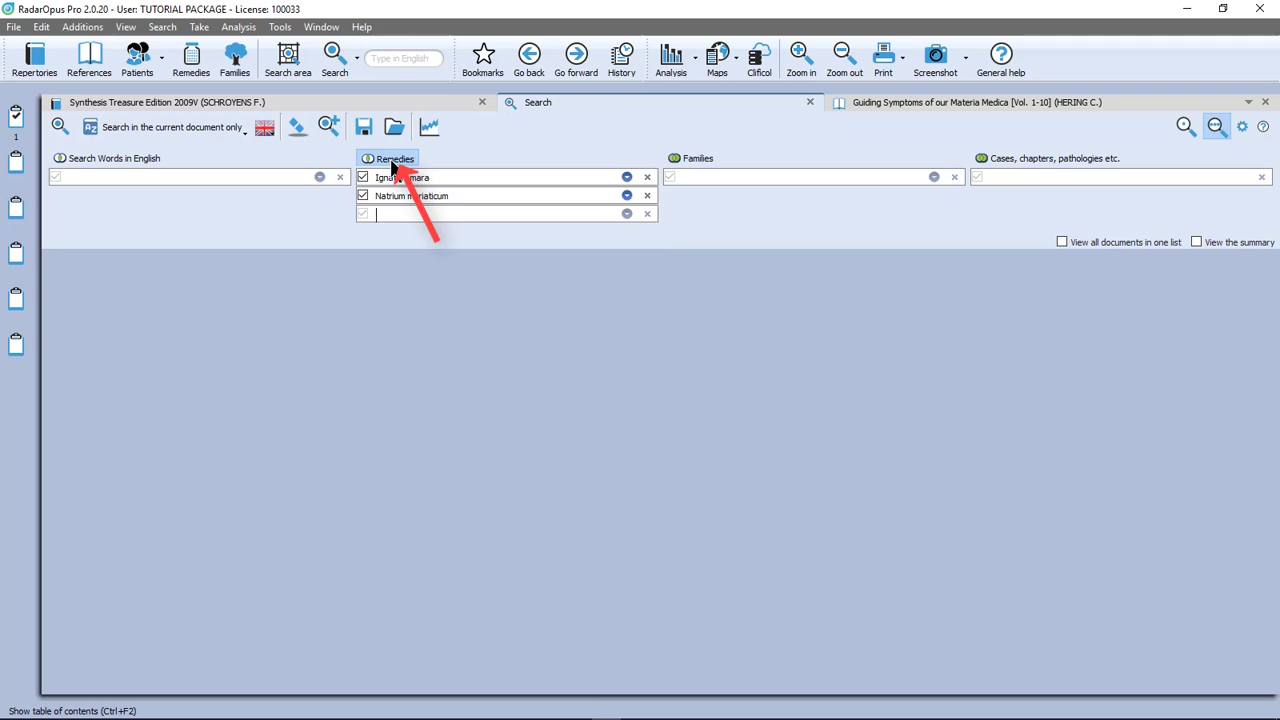 RadarOpus Pro 2.0.20 - User: TUTORIAL PACKAGE - License: 100033
File Edit Additions View Search Take Analysis Tools Window Help
Type in English
Repertories References Patients Remedies Families Search area Search Bookmarks Go back Go forward History Analysis Maps Clificol Zoom in Zoom out Print Screenshot General help
Synthesis Treasure Edition 2009V (SCHROYENS F.) Search Guiding Symptoms of our Materia Medica [Vol. 1-10] (HERING C.)
1
Search in the current document only
Search Words in English Remedies Families Cases, chapters, pathologies etc.
Natrium muriaticum
View all documents in one list View the summary
Show table of contents (Ctrl+F2)